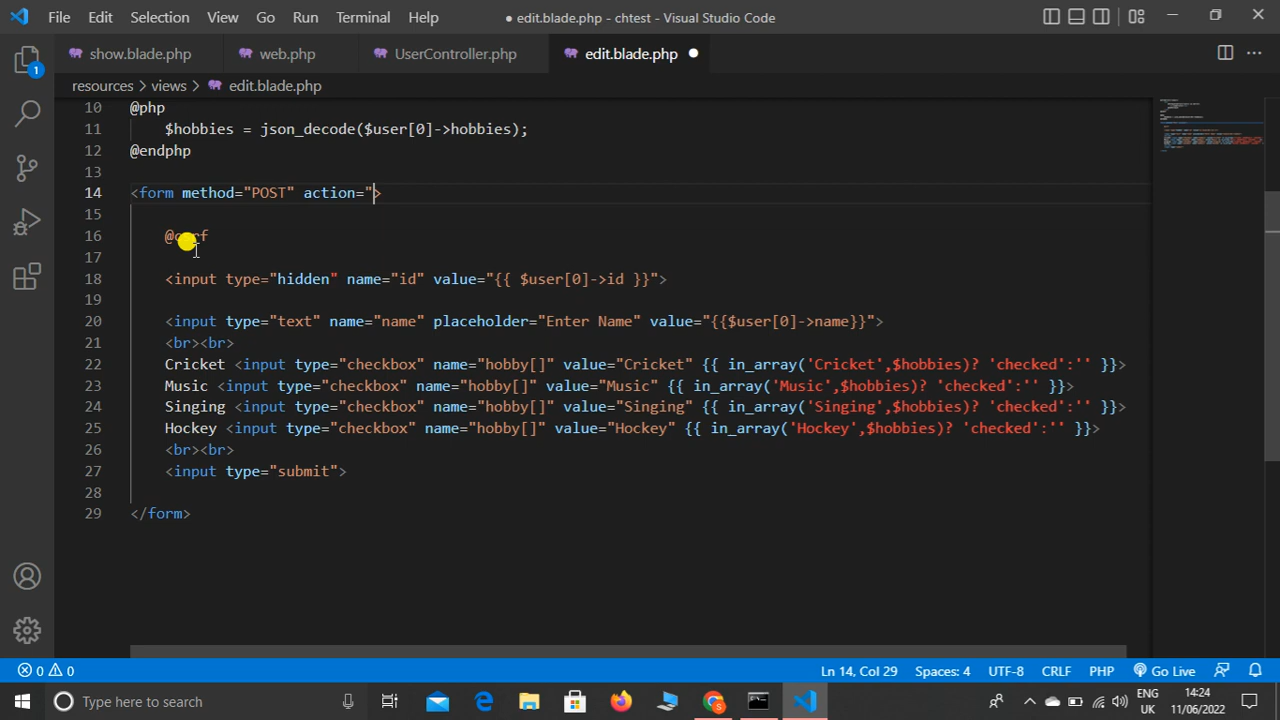 File Edit Selection View Go Run Terminal Help ● edit.blade.php - chtest - Visual Studio Code
show.blade.php web.php UserController.php edit.blade.php ●
resources > views > edit.blade.php
1
10 @php
11 $hobbies = json_decode($user[0]->hobbies);
12 @endphp
13
14 <form method="POST" action=">
15
16
17
18 <input type="hidden" name="id" value="{{ $user[0]->id }}">
19
20 <input type="text" name="name" placeholder="Enter Name" value="{{$user[0]->name}}">
21 <br><br>
22 Cricket <input type="checkbox" name="hobby[]" value="Cricket" {{ in_array('Cricket',$hobbies)? 'checked':'' }}>
23 Music <input type="checkbox" name="hobby[]" value="Music" {{ in_array('Music',$hobbies)? 'checked':'' }}>
24 Singing <input type="checkbox" name="hobby[]" value="Singing" {{ in_array('Singing',$hobbies)? 'checked':'' }}>
25 Hockey <input type="checkbox" name="hobby[]" value="Hockey" {{ in_array('Hockey',$hobbies)? 'checked':'' }}>
26 <br><br>
27 <input type="submit">
28
29 </form>
0 0 Ln 14, Col 29 Spaces: 4 UTF-8 CRLF PHP Go Live
Type here to search ENG 14:24
UK 11/06/2022